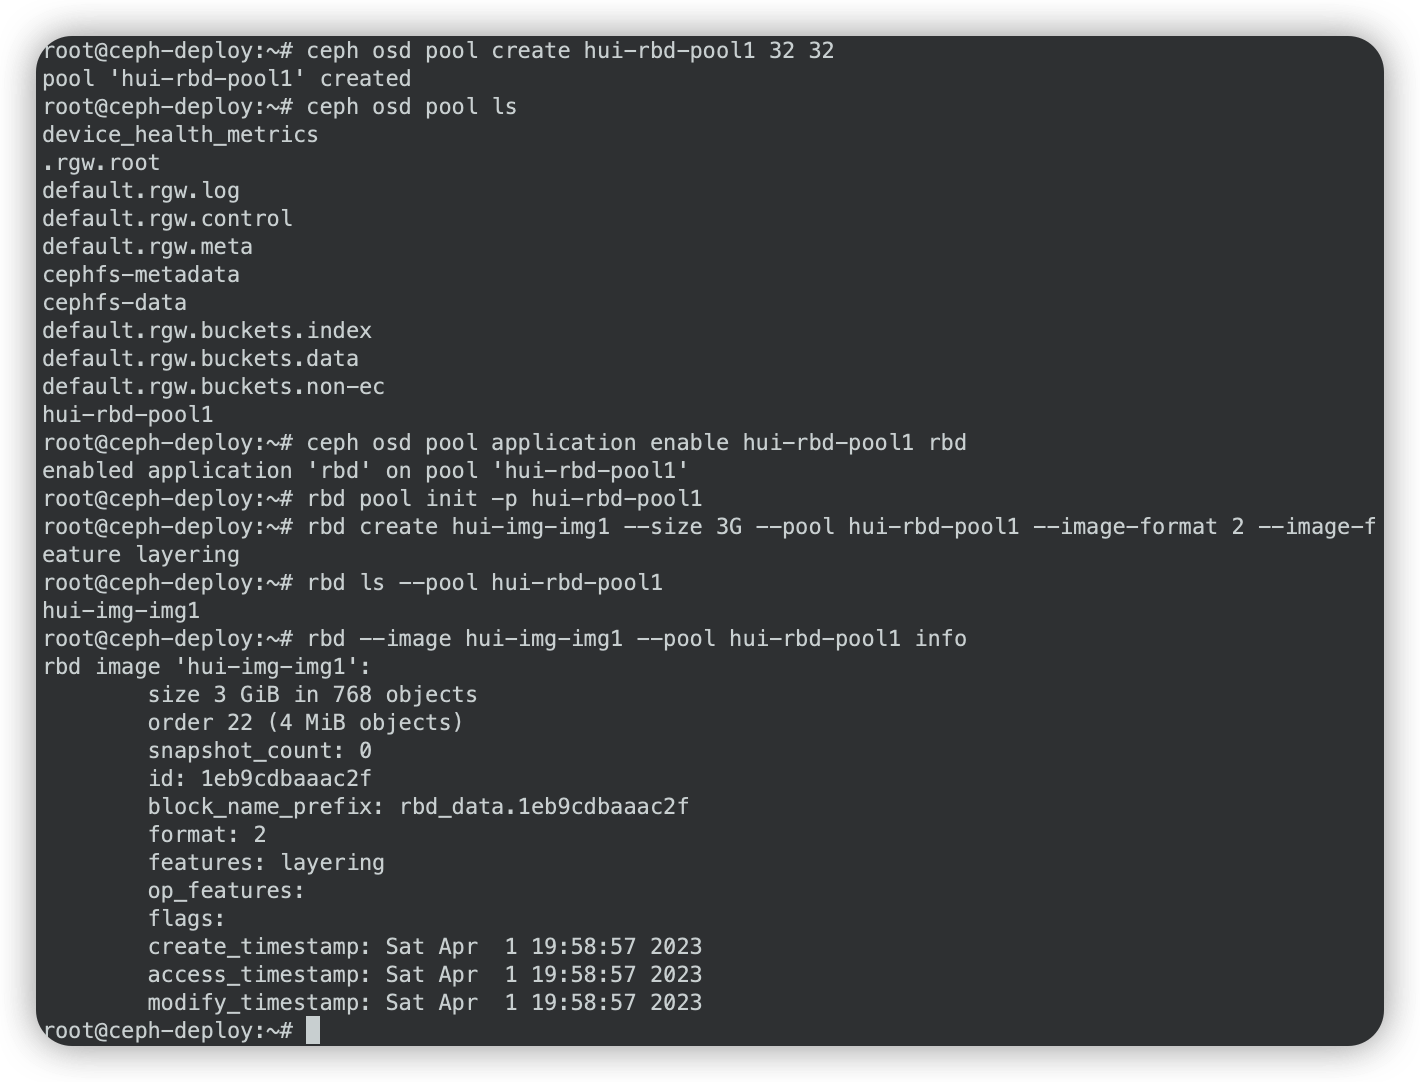 root@ceph-deploy:~# ceph osd pool create hui-rbd-pool1 32 32
pool 'hui-rbd-pool1' created
root@ceph-deploy:~# ceph osd pool ls
device_health_metrics
.rgw.root
default.rgw.log
default.rgw.control
default.rgw.meta
cephfs-metadata
cephfs-data
default.rgw.buckets.index
default.rgw.buckets.data
default.rgw.buckets.non-ec
hui-rbd-pool1
root@ceph-deploy:~# ceph osd pool application enable hui-rbd-pool1 rbd
enabled application 'rbd' on pool 'hui-rbd-pool1'
root@ceph-deploy:~# rbd pool init -p hui-rbd-pool1
root@ceph-deploy:~# rbd create hui-img-img1 --size 3G --pool hui-rbd-pool1 --image-format 2 --image-f
eature layering
root@ceph-deploy:~# rbd ls --pool hui-rbd-pool1
hui-img-img1
root@ceph-deploy:~# rbd --image hui-img-img1 --pool hui-rbd-pool1 info
rbd image 'hui-img-img1':
        size 3 GiB in 768 objects
        order 22 (4 MiB objects)
        snapshot_count: 0
        id: 1eb9cdbaaac2f
        block_name_prefix: rbd_data.1eb9cdbaaac2f
        format: 2
        features: layering
        op_features:
        flags:
        create_timestamp: Sat Apr  1 19:58:57 2023
        access_timestamp: Sat Apr  1 19:58:57 2023
        modify_timestamp: Sat Apr  1 19:58:57 2023
root@ceph-deploy:~#